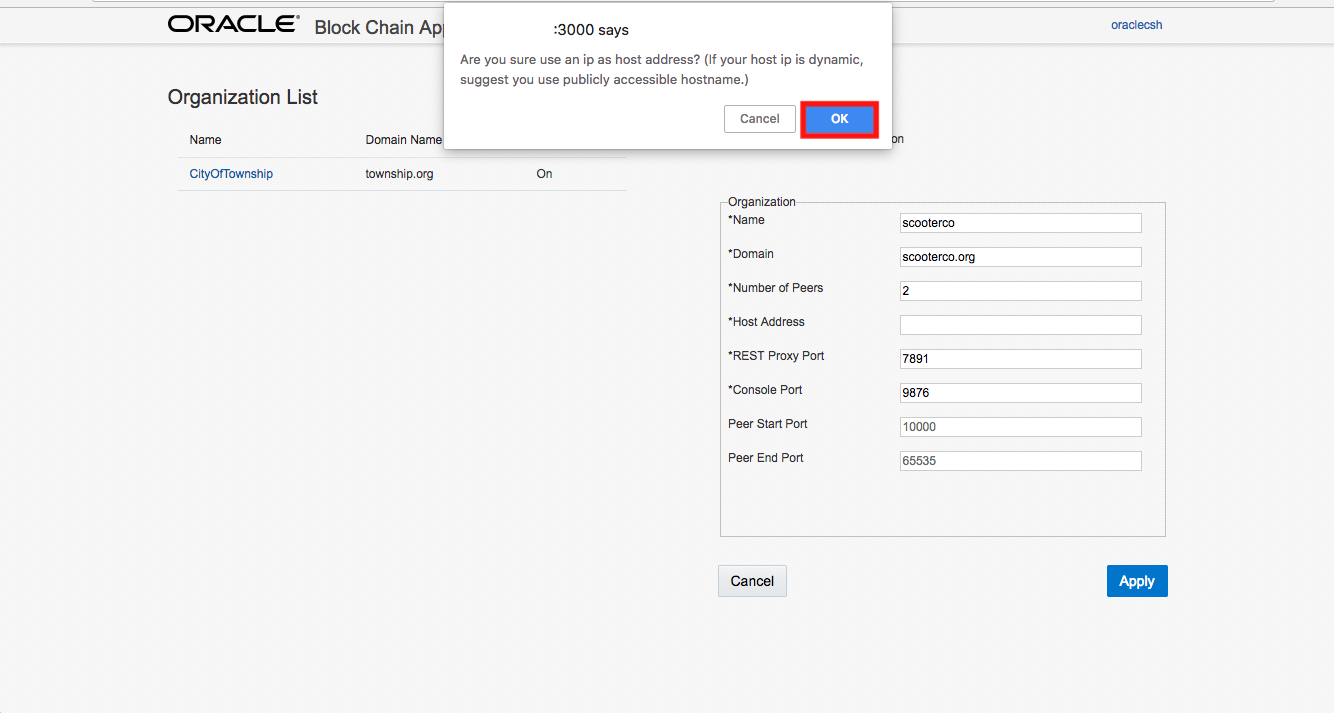 ORACLE® Block Chain App
oraclecsh
:3000 says
Are you sure use an ip as host address? (If your host ip is dynamic,
suggest you use publicly accessible hostname.)
Cancel OK
Organization List
Name Domain Name
on
CityOfTownship township.org On
Organization
*Name scooterco
*Domain scooterco.org
*Number of Peers 2
*Host Address
*REST Proxy Port 7891
*Console Port 9876
Peer Start Port 10000
Peer End Port 65535
Cancel Apply